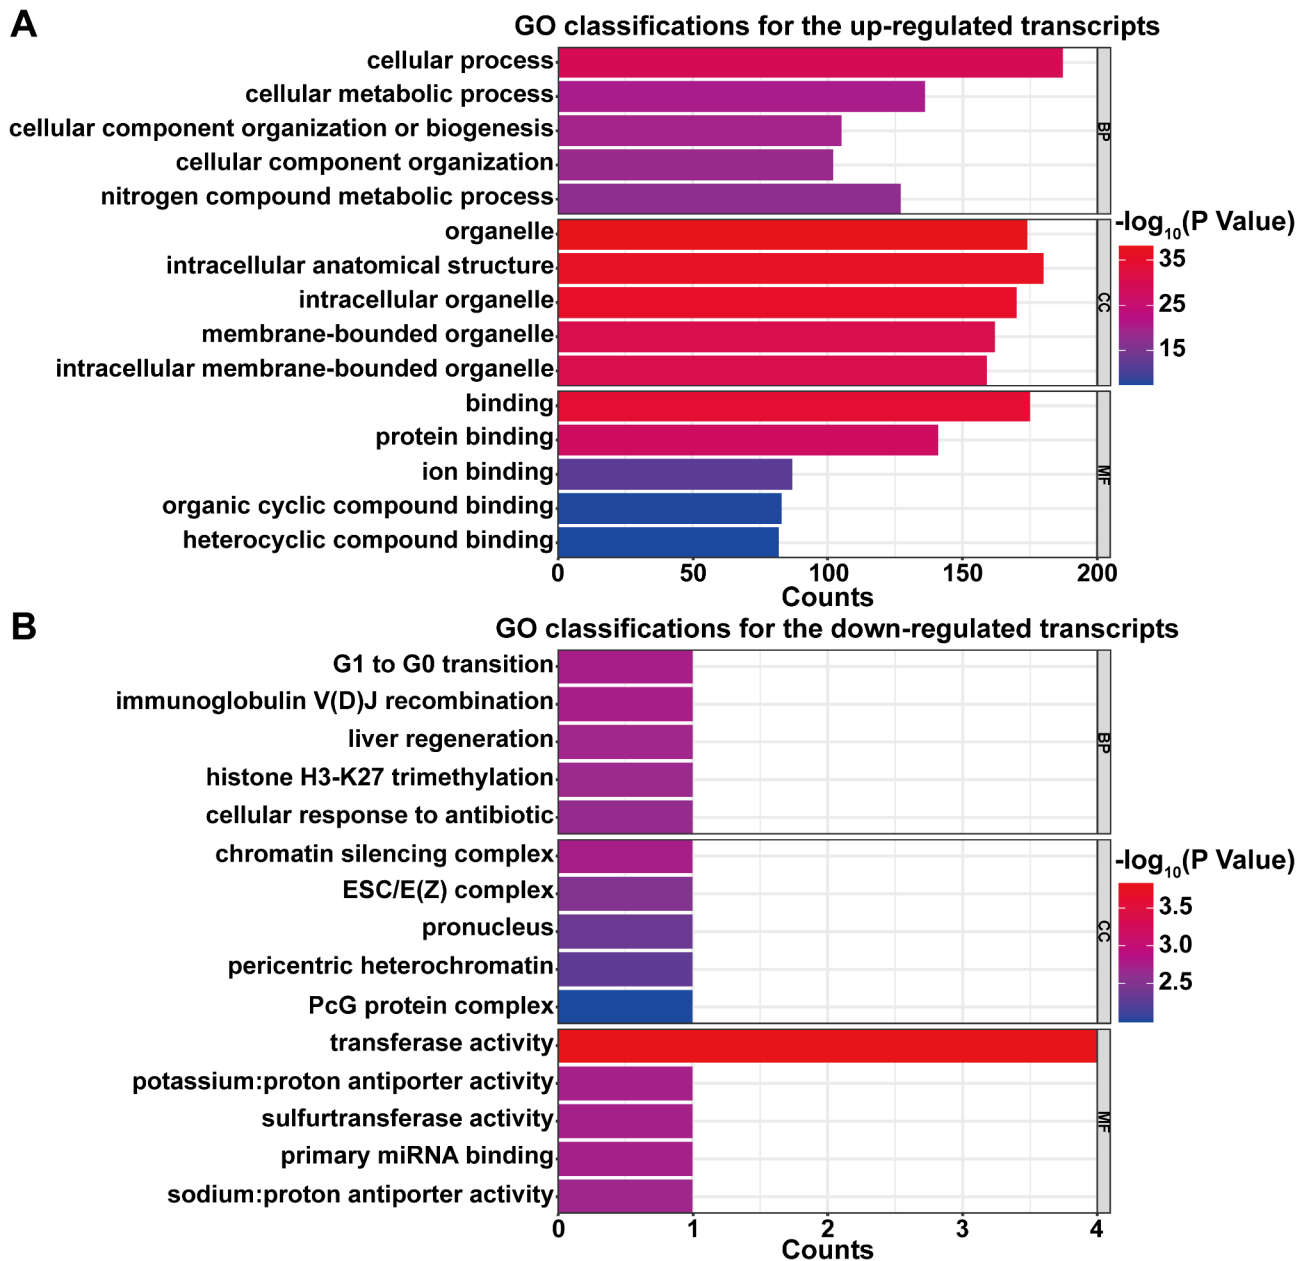 A
GO classifications for the up-regulated transcripts
cellular process
cellular metabolic process
cellular component organization or biogenesis
cellular component organization
nitrogen compound metabolic process
BP
organelle
intracellular anatomical structure
intracellular organelle
membrane-bounded organelle
intracellular membrane-bounded organelle
CC
binding
protein binding
ion binding
organic cyclic compound binding
heterocyclic compound binding
MF
0 50 100 150 200
Counts
-log10(P Value)
35
25
15
B
GO classifications for the down-regulated transcripts
G1 to G0 transition
immunoglobulin V(D)J recombination
liver regeneration
histone H3-K27 trimethylation
cellular response to antibiotic
BP
chromatin silencing complex
ESC/E(Z) complex
pronucleus
pericentric heterochromatin
PcG protein complex
CC
transferase activity
potassium:proton antiporter activity
sulfurtransferase activity
primary miRNA binding
sodium:proton antiporter activity
MF
0 1 2 3 4
Counts
-log10(P Value)
3.5
3.0
2.5